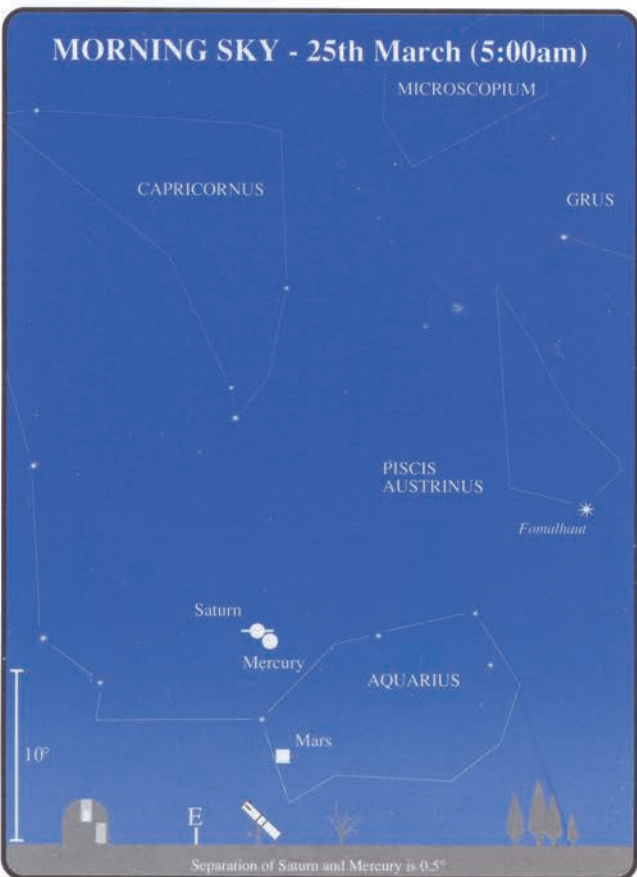 MORNING SKY - 25th March (5:00am)
MICROSCOPIUM
CAPRICORNUS
GRUS
PISCIS
AUSTRINUS
Fomalhaut
Saturn
Mercury
AQUARIUS
Mars
10°
E
Separation of Saturn and Mercury is 0.5°